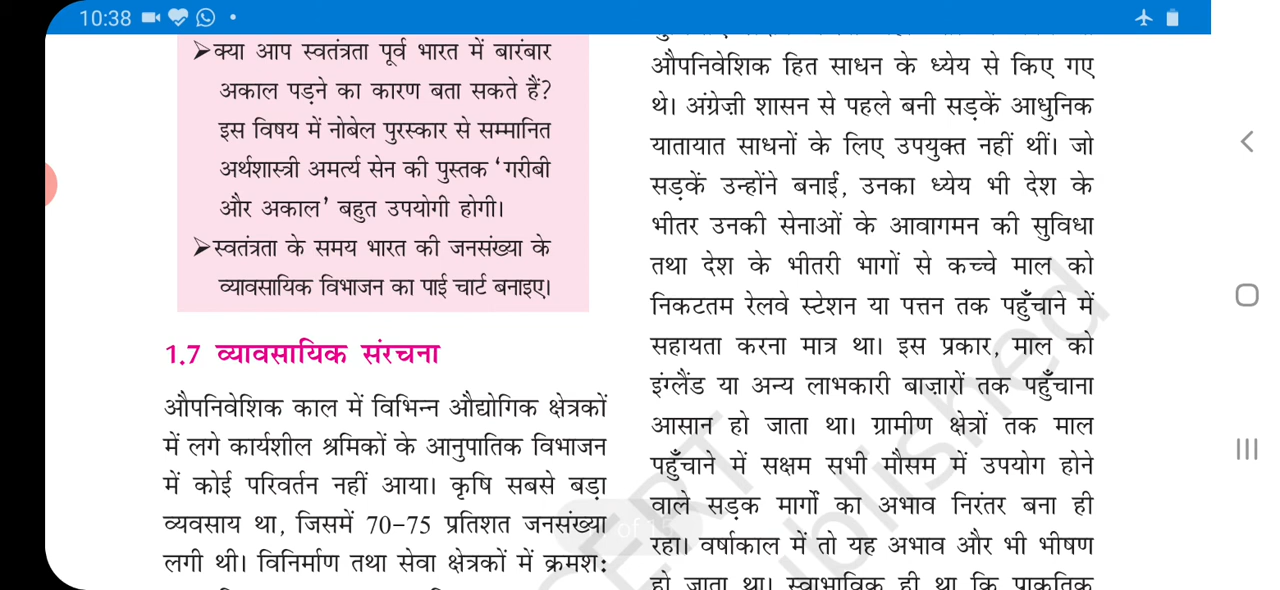 10:38
➢क्या आप स्वतंत्रता पूर्व भारत में बारंबार
अकाल पड़ने का कारण बता सकते हैं?
इस विषय में नोबेल पुरस्कार से सम्मानित
अर्थशास्त्री अमर्त्य सेन की पुस्तक ‘गरीबी
और अकाल’ बहुत उपयोगी होगी।
➢स्वतंत्रता के समय भारत की जनसंख्या के
व्यावसायिक विभाजन का पाई चार्ट बनाइए।
1.7 व्यावसायिक संरचना
औपनिवेशिक काल में विभिन्न औद्योगिक क्षेत्रकों
में लगे कार्यशील श्रमिकों के आनुपातिक विभाजन
में कोई परिवर्तन नहीं आया। कृषि सबसे बड़ा
व्यवसाय था, जिसमें 70–75 प्रतिशत जनसंख्या
लगी थी। विनिर्माण तथा सेवा क्षेत्रकों में क्रमश:
औपनिवेशिक हित साधन के ध्येय से किए गए
थे। अंग्रेज़ी शासन से पहले बनी सड़कें आधुनिक
यातायात साधनों के लिए उपयुक्त नहीं थीं। जो
सड़कें उन्होंने बनाईं, उनका ध्येय भी देश के
भीतर उनकी सेनाओं के आवागमन की सुविधा
तथा देश के भीतरी भागों से कच्चे माल को
निकटतम रेलवे स्टेशन या पत्तन तक पहुँचाने में
सहायता करना मात्र था। इस प्रकार, माल को
इंग्लैंड या अन्य लाभकारी बाज़ारों तक पहुँचाना
आसान हो जाता था। ग्रामीण क्षेत्रों तक माल
पहुँचाने में सक्षम सभी मौसम में उपयोग होने
वाले सड़क मार्गों का अभाव निरंतर बना ही
रहा। वर्षाकाल में तो यह अभाव और भी भीषण
हो जाता था। स्वाभाविक ही था कि प्राकृतिक